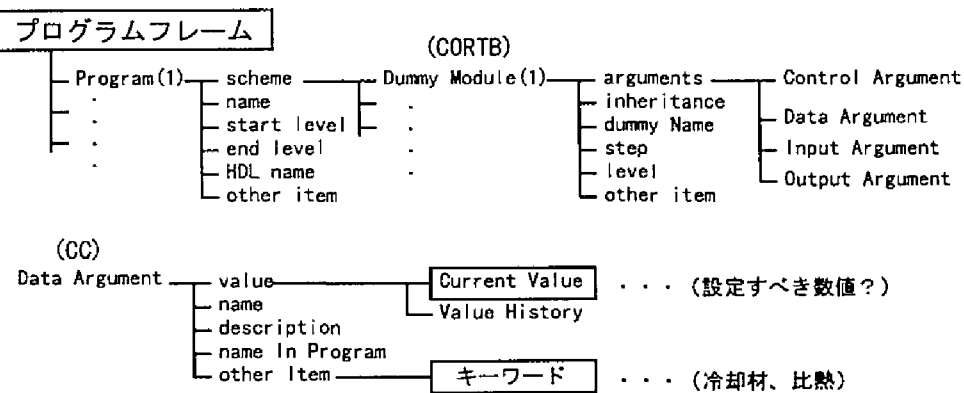 プログラムフレーム
(CORTB)
Program(1) scheme Dummy Module(1) arguments Control Argument
name inheritance
start level dummy Name Data Argument
end level step Input Argument
HDL name level Output Argument
other item other item
(CC)
Data Argument value Current Value ・・・(設定すべき数値?)
name Value History
description
name In Program
other Item キーワード ・・・(冷却材、比熱)